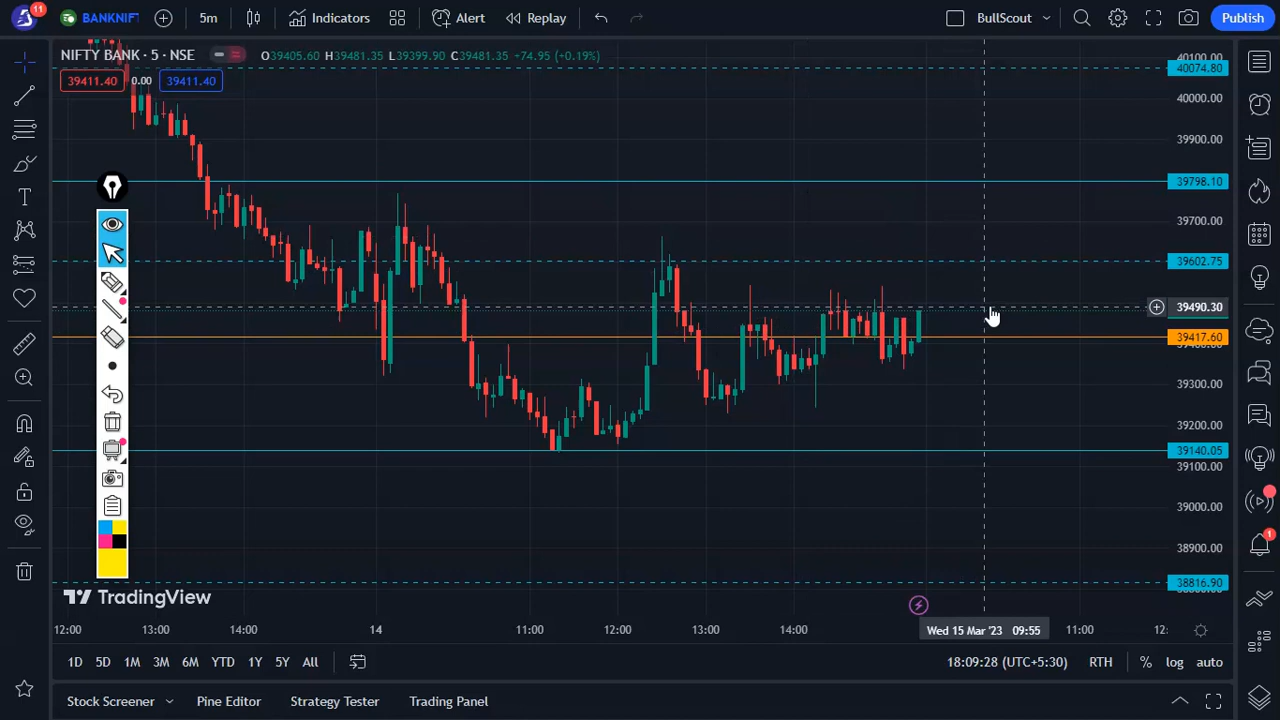 11
BANKNIFT
5m
Indicators
Alert
Replay
BullScout
Publish
NIFTY BANK · 5 · NSE
O39405.60 H39481.35 L39399.90 C39481.35 +74.95 (+0.19%)
39411.40 0.00 39411.40
40074.80
40000.00
39900.00
39798.10
39700.00
39602.75
39490.30
39417.60
39300.00
39200.00
39140.05
39100.00
39000.00
38900.00
38816.90
TradingView
12:00 13:00 14:00 14 11:00 12:00 13:00 14:00 Wed 15 Mar '23 09:55 11:00 12:
1D 5D 1M 3M 6M YTD 1Y 5Y All
18:09:28 (UTC+5:30) RTH % log auto
Stock Screener Pine Editor Strategy Tester Trading Panel
1